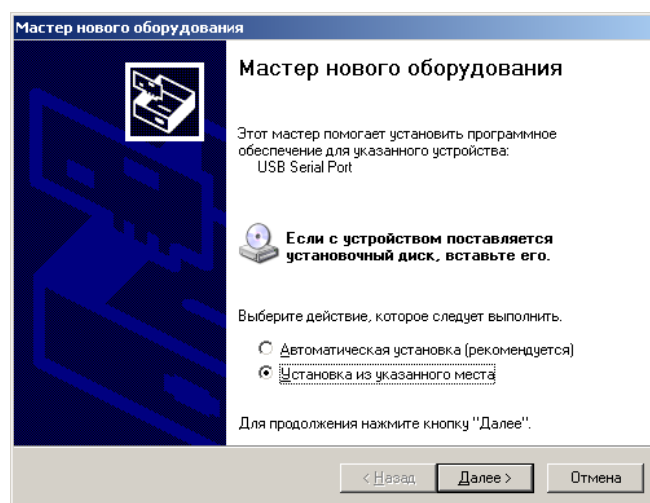 Мастер нового оборудования
Мастер нового оборудования
Этот мастер помогает установить программное
обеспечение для указанного устройства:
USB Serial Port
Если с устройством поставляется
установочный диск, вставьте его.
Выберите действие, которое следует выполнить.
Автоматическая установка (рекомендуется)
Установка из указанного места
Для продолжения нажмите кнопку "Далее".
< Назад Далее > Отмена